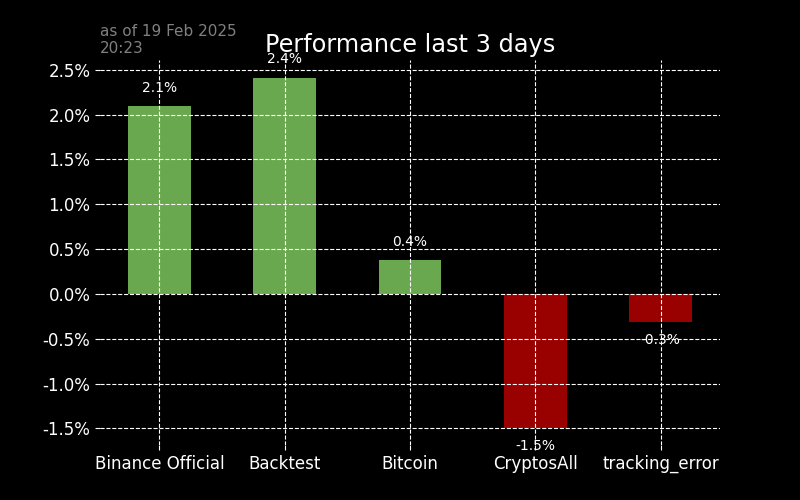 as of 19 Feb 2025
20:23
Performance last 3 days
2.5%
2.0%
1.5%
1.0%
0.5%
0.0%
-0.5%
-1.0%
-1.5%
2.1%
2.4%
0.4%
-1.5%
-0.3%
Binance Official
Backtest
Bitcoin
CryptosAll
tracking_error